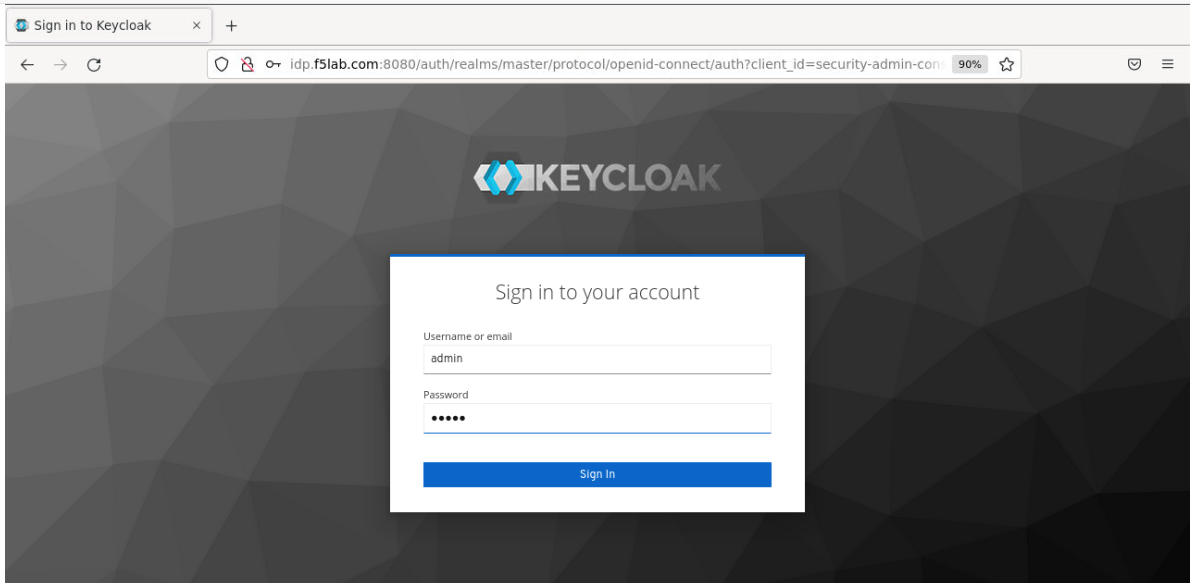 Sign in to Keycloak
idp.f5lab.com:8080/auth/realms/master/protocol/openid-connect/auth?client_id=security-admin-cons 90%
KEYCLOAK
Sign in to your account
Username or email
admin
Password
•••••
Sign In